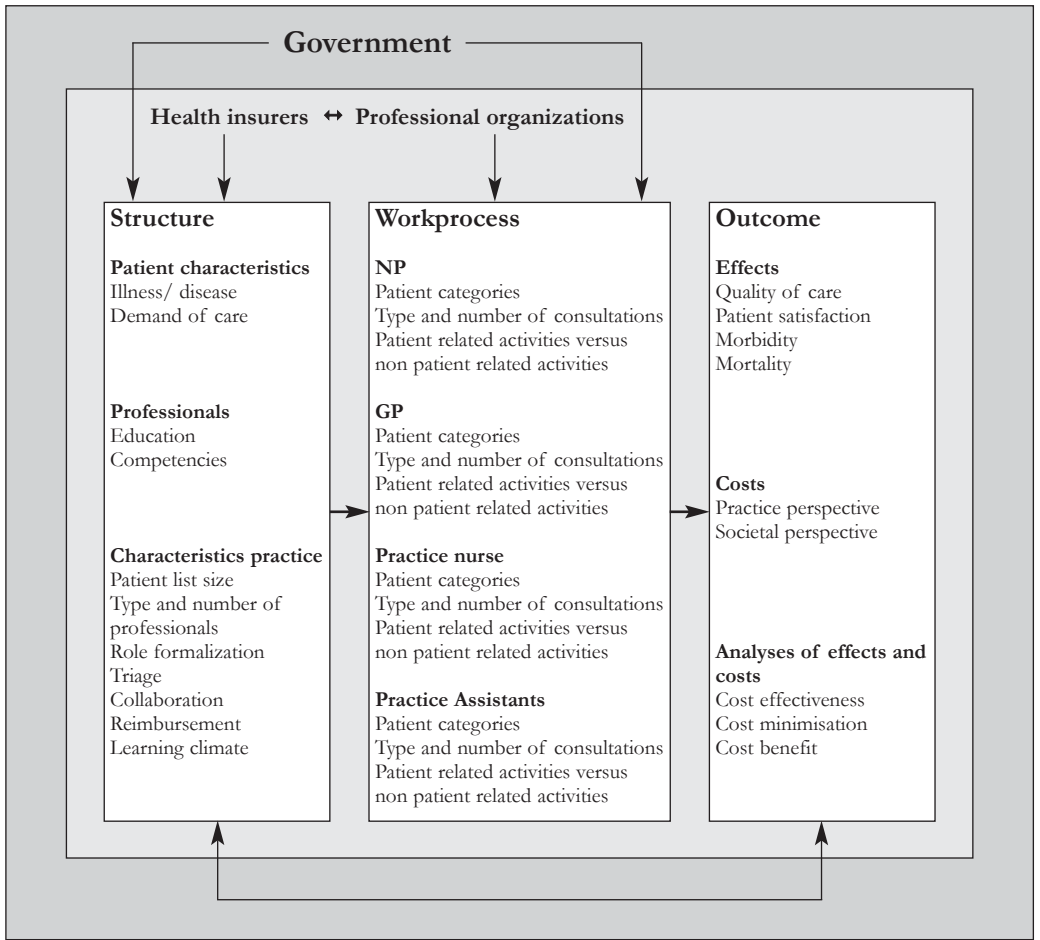 Government
Health insurers ↔ Professional organizations
Structure
Patient characteristics
Illness/ disease
Demand of care
Professionals
Education
Competencies
Characteristics practice
Patient list size
Type and number of
professionals
Role formalization
Triage
Collaboration
Reimbursement
Learning climate
Workprocess
NP
Patient categories
Type and number of consultations
Patient related activities versus
non patient related activities
GP
Patient categories
Type and number of consultations
Patient related activities versus
non patient related activities
Practice nurse
Patient categories
Type and number of consultations
Patient related activities versus
non patient related activities
Practice Assistants
Patient categories
Type and number of consultations
Patient related activities versus
non patient related activities
Outcome
Effects
Quality of care
Patient satisfaction
Morbidity
Mortality
Costs
Practice perspective
Societal perspective
Analyses of effects and
costs
Cost effectiveness
Cost minimisation
Cost benefit